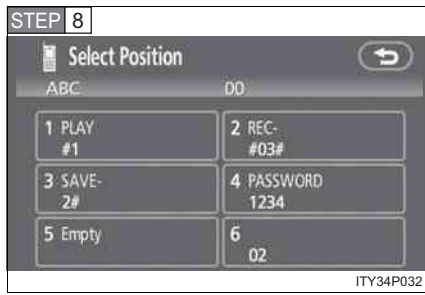 STEP 8
Select Position
ABC 00
1 PLAY
#1
2 REC-
#03#
3 SAVE-
2#
4 PASSWORD
1234
5 Empty
6
02
ITY34P032